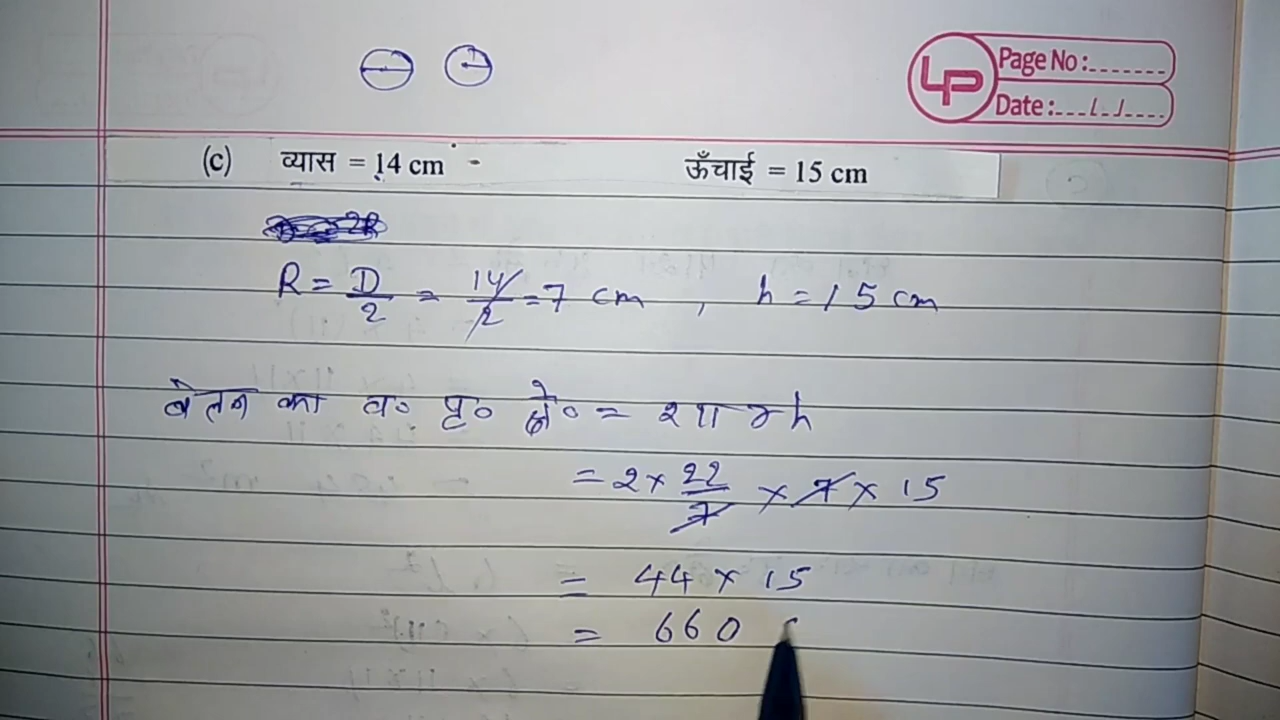 LP
Page No :
Date :
(c) व्यास = 14 cm - ऊँचाई = 15 cm
R = D/2 = 14/2 = 7 cm , h = 15 cm
बेलन का व० पृ० क्षे० = 2πrh
= 2 × 22/7 × 7 × 15
= 44 × 15
= 660